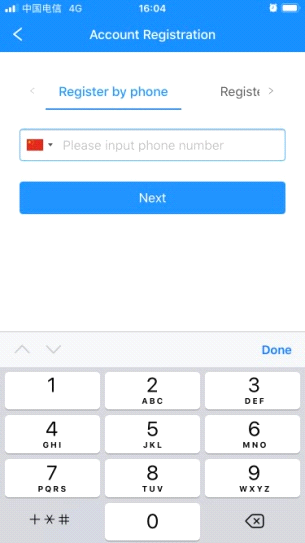 中国电信 4G 16:04
Account Registration
Register by phone Registe
Please input phone number
Next
Done
1
2
ABC
3
DEF
4
GHI
5
JKL
6
MNO
7
PQRS
8
TUV
9
WXYZ
+*#
0